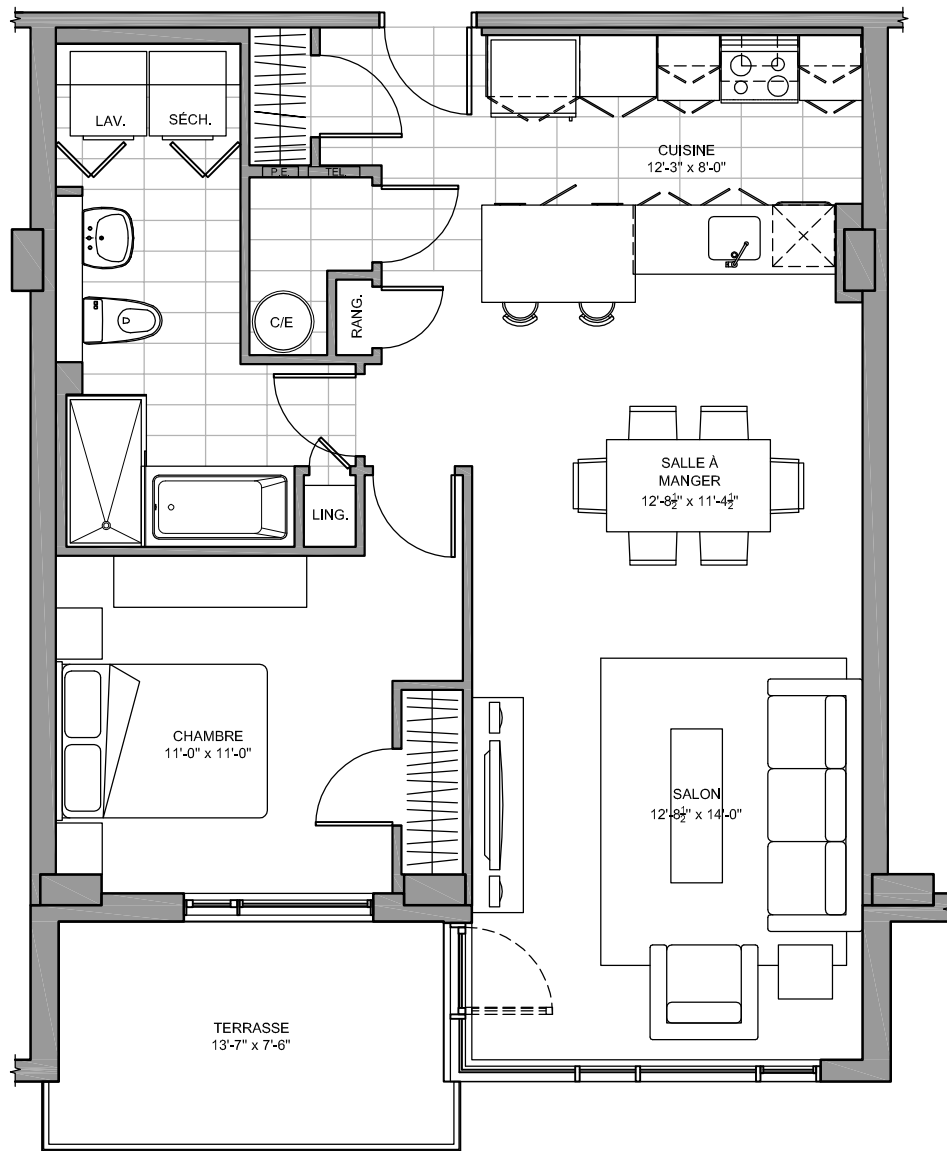 LAV.
SÉCH.
CUISINE
12'-3" x 8'-0"
P.E.
TEL.
C/E
RANG.
SALLE À
MANGER
12'-8½" x 11'-4½"
LING.
CHAMBRE
11'-0" x 11'-0"
SALON
12'-8½" x 14'-0"
TERRASSE
13'-7" x 7'-6"